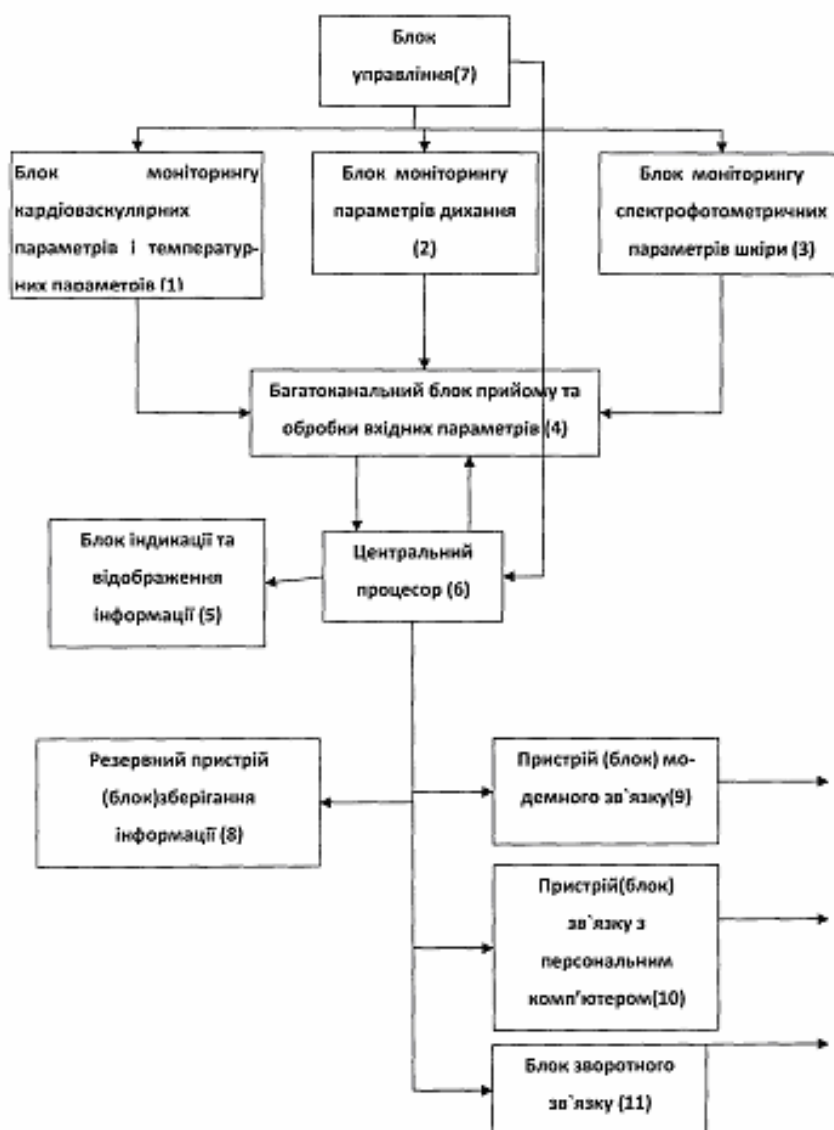 Блок
управління(7)
Блок моніторингу
кардіоваскулярних
параметрів і температур-
них параметрів (1)
Блок моніторингу
параметрів дихання
(2)
Блок моніторингу
спектрофотометричних
параметрів шкіри (3)
Багатоканальний блок прийому та
обробки вхідних параметрів (4)
Блок індикації та
відображення
інформації (5)
Центральний
процесор (6)
Резервний пристрій
(блок)зберігання
інформації (8)
Пристрій (блок) мо-
демного зв`язку(9)
Пристрій(блок)
зв`язку з
персональним
комп'ютером(10)
Блок зворотного
зв`язку (11)